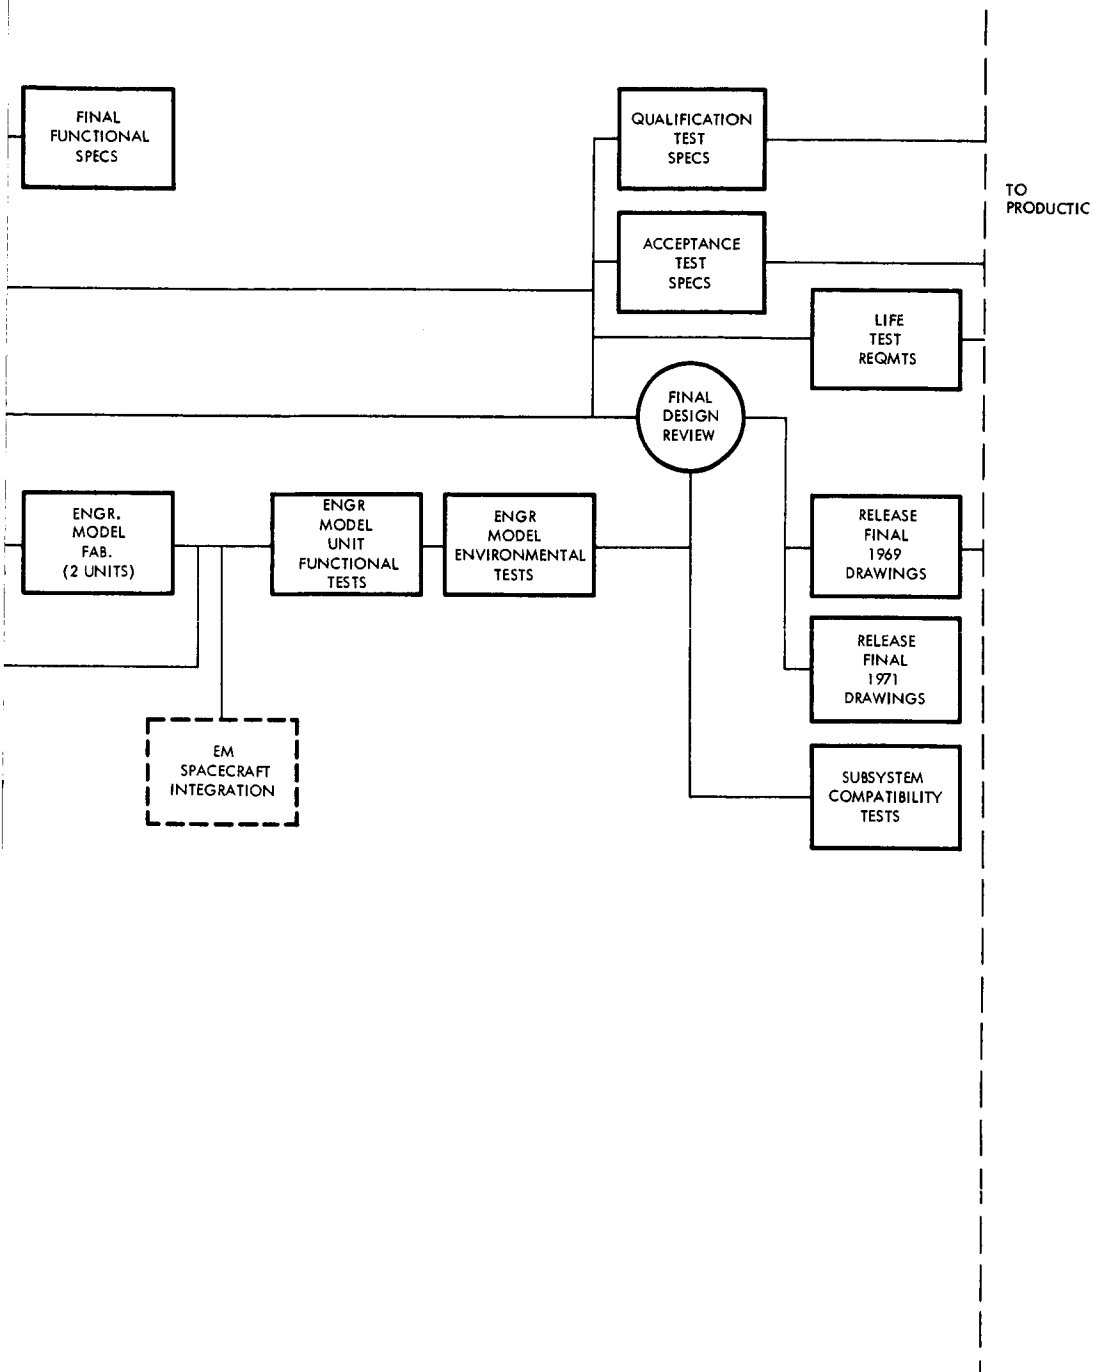 FINAL
FUNCTIONAL
SPECS
QUALIFICATION
TEST
SPECS
TO
PRODUCTIC
ACCEPTANCE
TEST
SPECS
LIFE
TEST
REQMTS
FINAL
DESIGN
REVIEW
ENGR.
MODEL
FAB.
(2 UNITS)
ENGR
MODEL
UNIT
FUNCTIONAL
TESTS
ENGR
MODEL
ENVIRONMENTAL
TESTS
RELEASE
FINAL
1969
DRAWINGS
RELEASE
FINAL
1971
DRAWINGS
EM
SPACECRAFT
INTEGRATION
SUBSYSTEM
COMPATIBILITY
TESTS